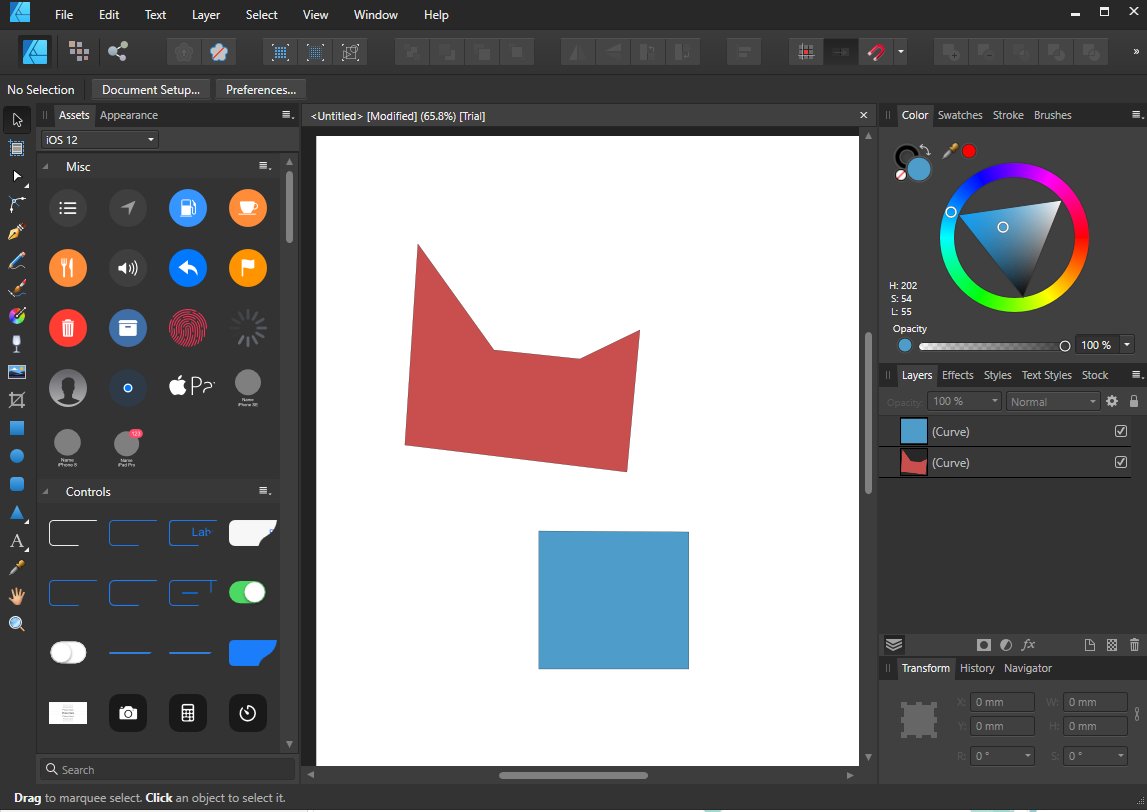 File Edit Text Layer Select View Window Help
No Selection Document Setup... Preferences...
Assets Appearance
<Untitled> [Modified] (65.8%) [Trial]
Color Swatches Stroke Brushes
iOS 12
Misc
H: 202
S: 54
L: 55
Opacity
100 %
Name
iPhone SE
Name
iPhone 8
123
Name
iPad Pro
Layers Effects Styles Text Styles Stock
Opacity: 100 % Normal
(Curve)
(Curve)
Controls
Lab
Transform History Navigator
X: 0 mm W: 0 mm
Y: 0 mm H: 0 mm
R: 0 ° S: 0 °
Search
Drag to marquee select. Click an object to select it.